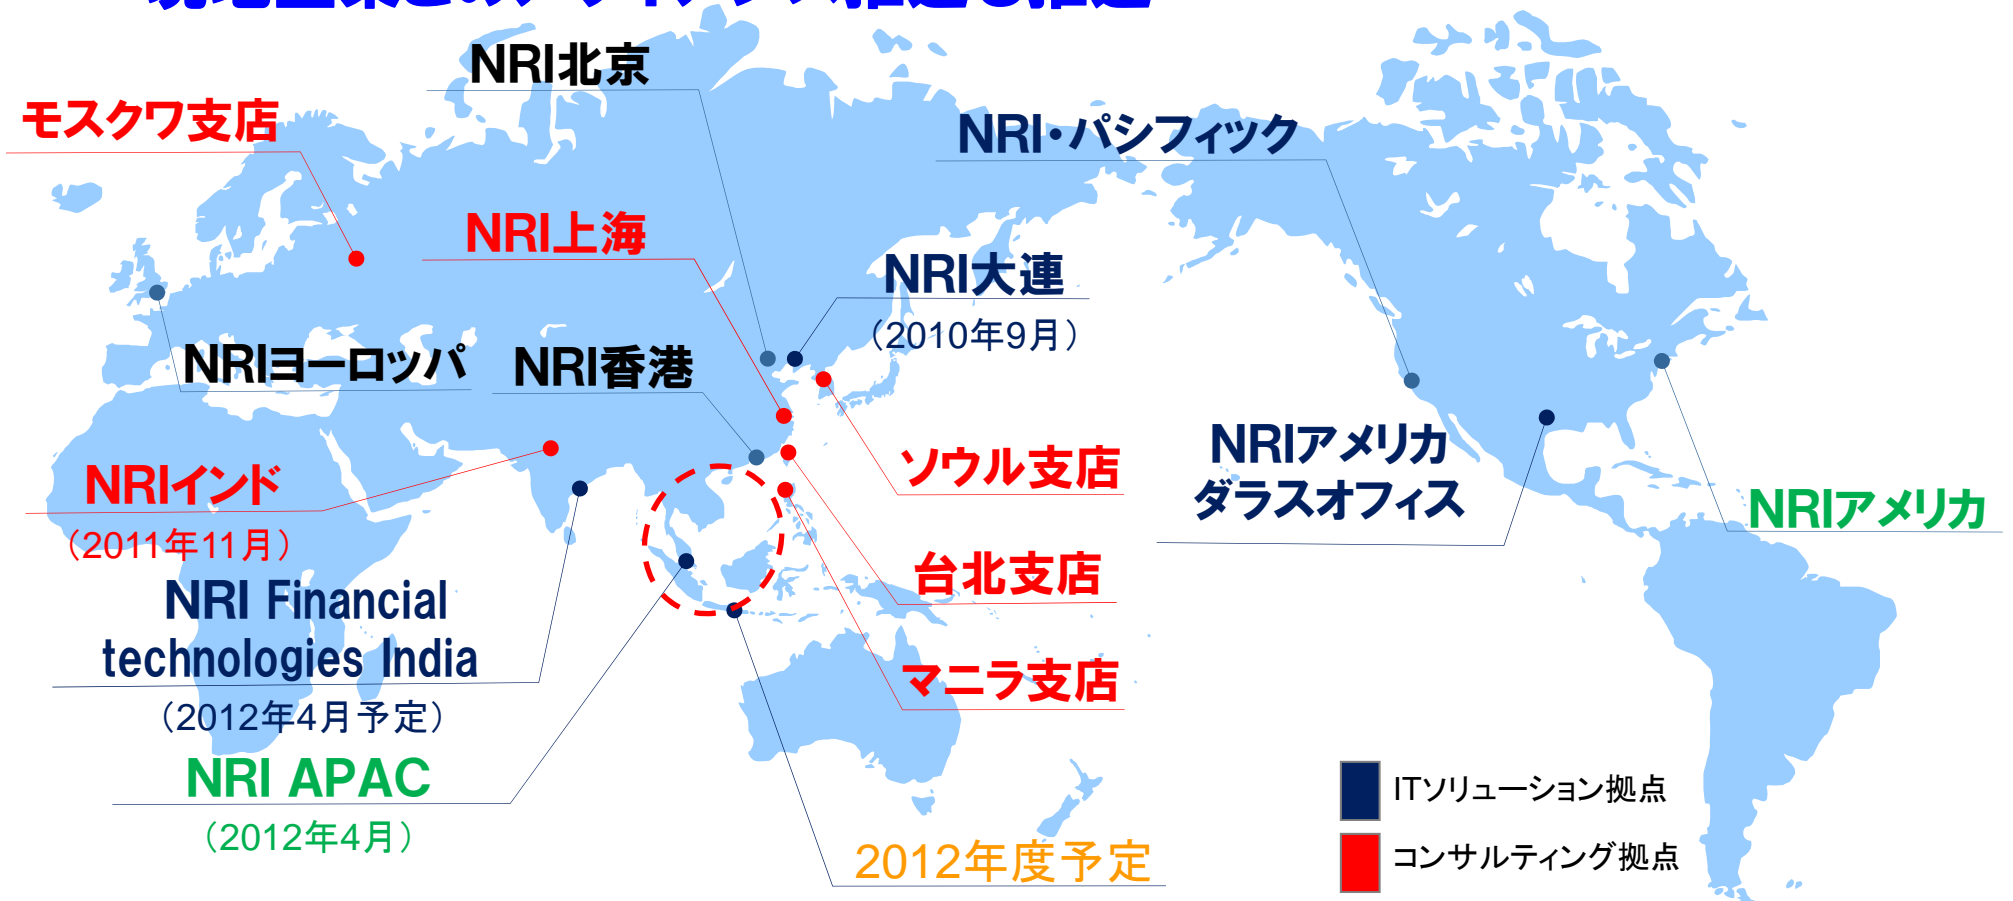 NRI北京
モスクワ支店
NRI・パシフィック
NRI上海
NRI大連
（2010年9月）
NRIヨーロッパ
NRI香港
NRIアメリカ
ダラスオフィス
ソウル支店
NRIインド
（2011年11月）
NRIアメリカ
台北支店
NRI Financial
technologies India
（2012年4月予定）
マニラ支店
NRI APAC
（2012年4月）
2012年度予定
ITソリューション拠点
コンサルティング拠点